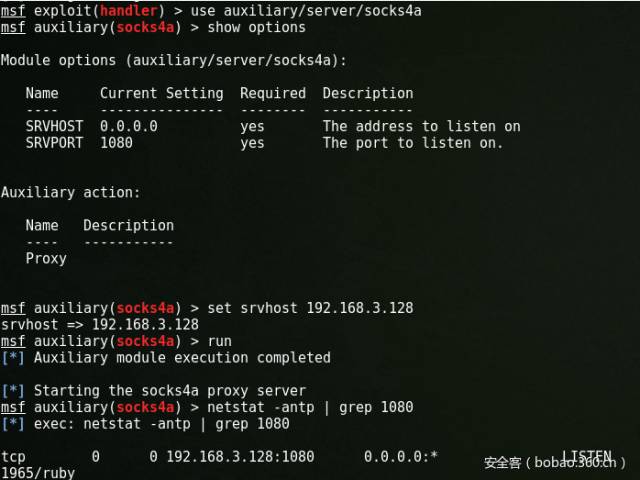 msf exploit(handler) > use auxiliary/server/socks4a
msf auxiliary(socks4a) > show options
Module options (auxiliary/server/socks4a):
Name Current Setting Required Description
---- --------------- -------- -----------
SRVHOST 0.0.0.0 yes The address to listen on
SRVPORT 1080 yes The port to listen on.
Auxiliary action:
Name Description
---- -----------
Proxy
msf auxiliary(socks4a) > set srvhost 192.168.3.128
srvhost => 192.168.3.128
msf auxiliary(socks4a) > run
[*] Auxiliary module execution completed
[*] Starting the socks4a proxy server
msf auxiliary(socks4a) > netstat -antp | grep 1080
[*] exec: netstat -antp | grep 1080
tcp 0 0 192.168.3.128:1080 0.0.0.0:* LISTEN
1965/ruby
安全客（bobao.360.cn）